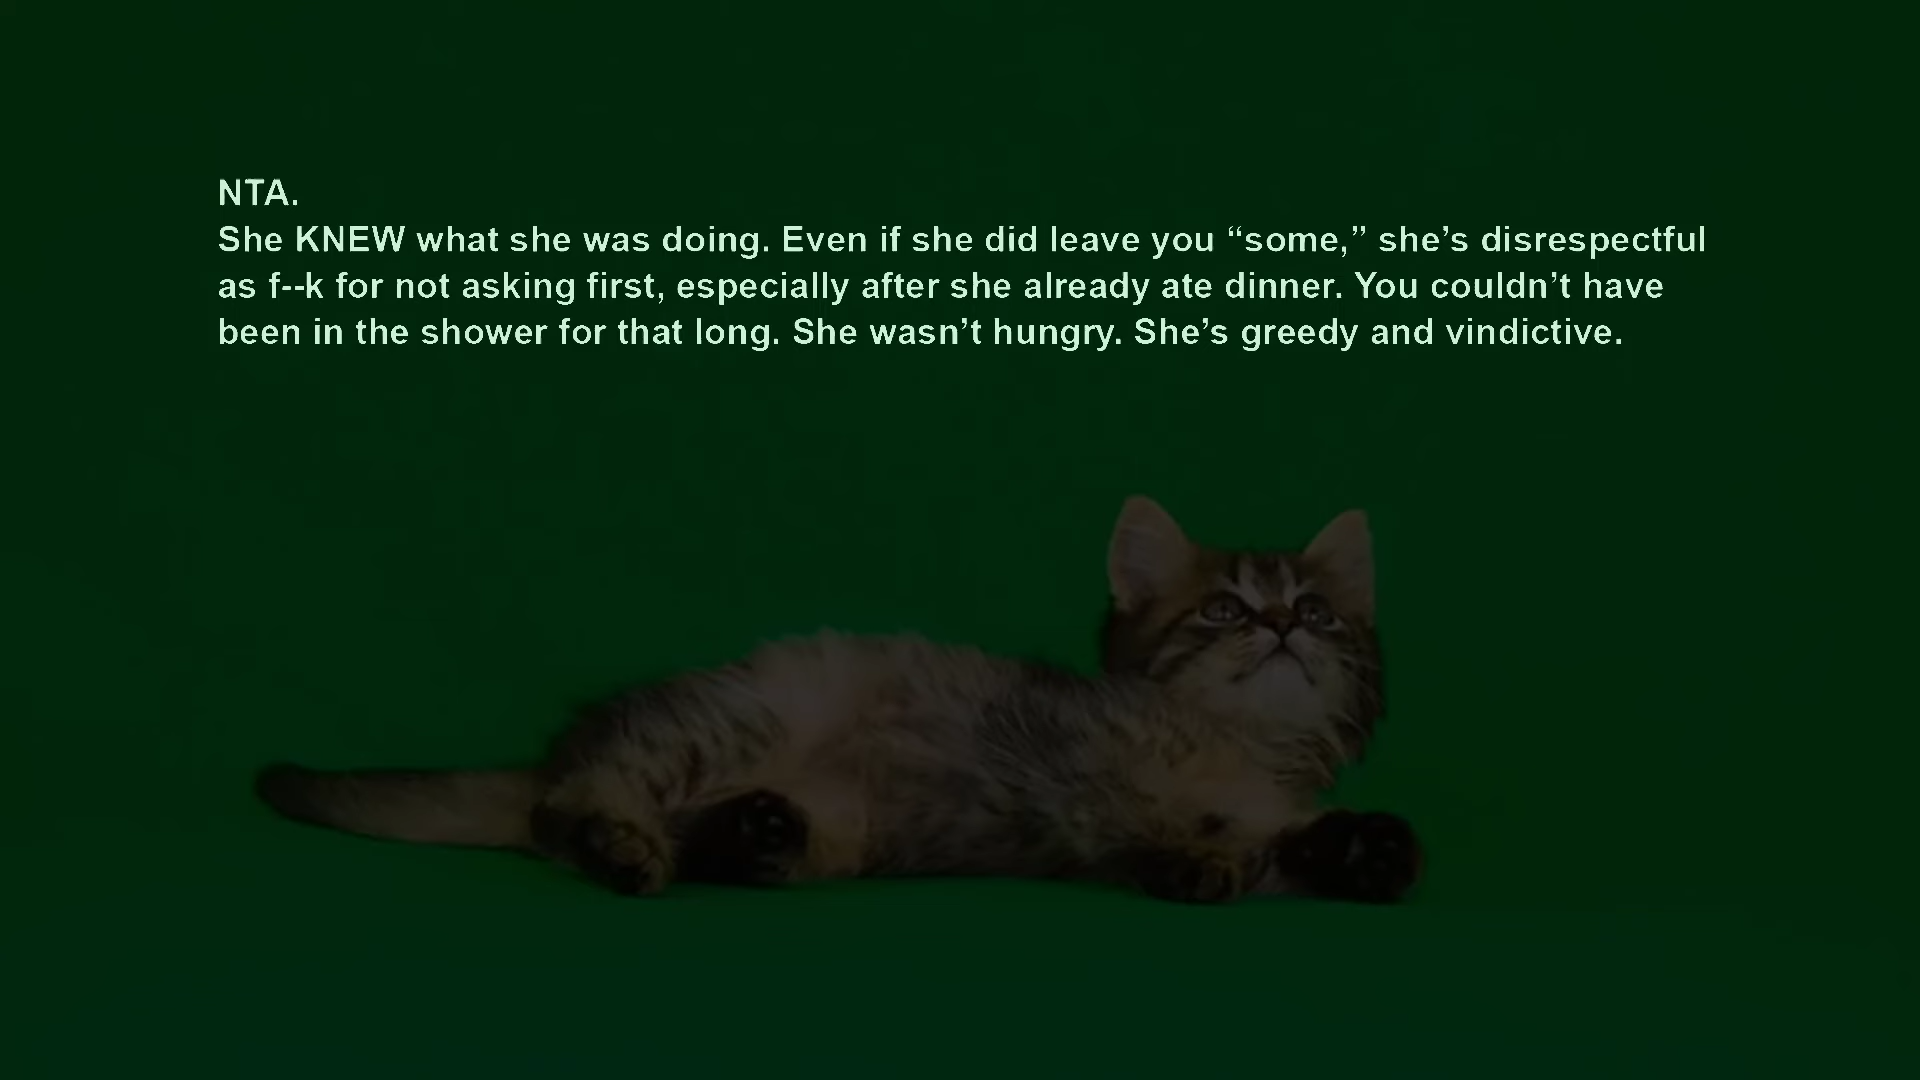 NTA.
She KNEW what she was doing. Even if she did leave you “some,” she’s disrespectful
as f--k for not asking first, especially after she already ate dinner. You couldn’t have
been in the shower for that long. She wasn’t hungry. She’s greedy and vindictive.